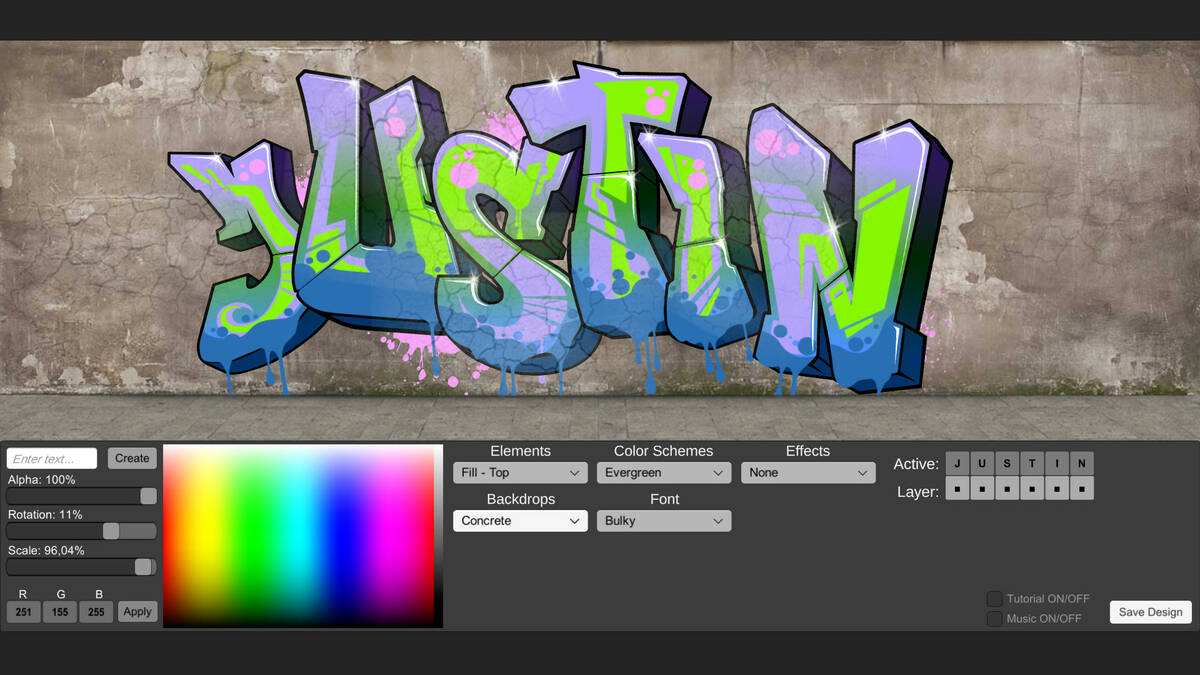 JUSTIN
Enter text...
Create
Alpha: 100%
Rotation: 11%
Scale: 96,04%
R G B
251 155 255 Apply
Elements Color Schemes Effects
Fill - Top Evergreen None
Backdrops Font
Concrete Bulky
Active: J U S T I N
Layer:
Tutorial ON/OFF
Music ON/OFF
Save Design